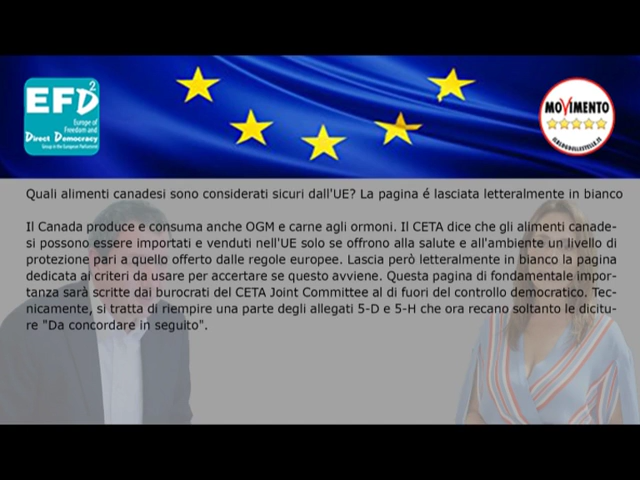 EFD2
Europe of
Freedom and
Direct Democracy
Group in the European Parliament
MOVIMENTO
ILBLOGDELLESTELLE.IT
Quali alimenti canadesi sono considerati sicuri dall'UE? La pagina é lasciata letteralmente in bianco
Il Canada produce e consuma anche OGM e carne agli ormoni. Il CETA dice che gli alimenti canade-
si possono essere importati e venduti nell'UE solo se offrono alla salute e all'ambiente un livello di
protezione pari a quello offerto dalle regole europee. Lascia però letteralmente in bianco la pagina
dedicata ai criteri da usare per accertare se questo avviene. Questa pagina di fondamentale impor-
tanza sarà scritte dai burocrati del CETA Joint Committee al di fuori del controllo democratico. Tec-
nicamente, si tratta di riempire una parte degli allegati 5-D e 5-H che ora recano soltanto le dicitu-
re "Da concordare in seguito".